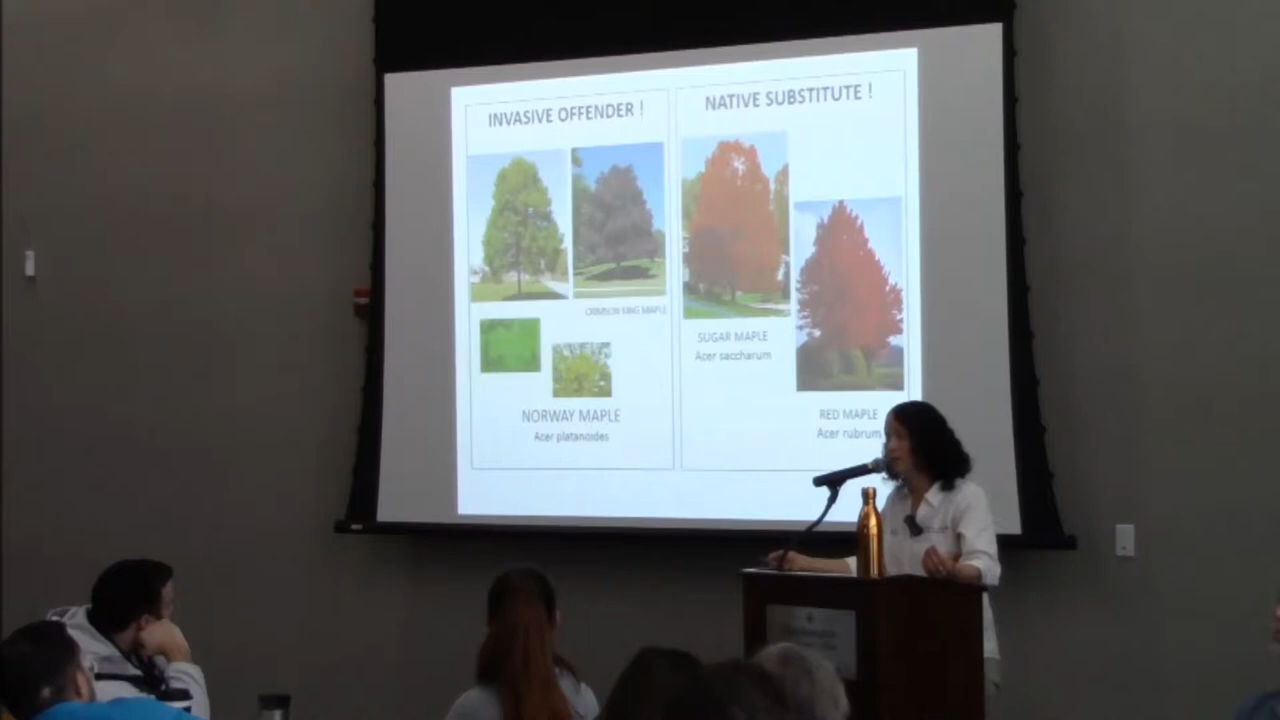 INVASIVE OFFENDER !
CRIMSON KING MAPLE
NORWAY MAPLE
Acer platanoides
NATIVE SUBSTITUTE !
SUGAR MAPLE
Acer saccharum
RED MAPLE
Acer rubrum